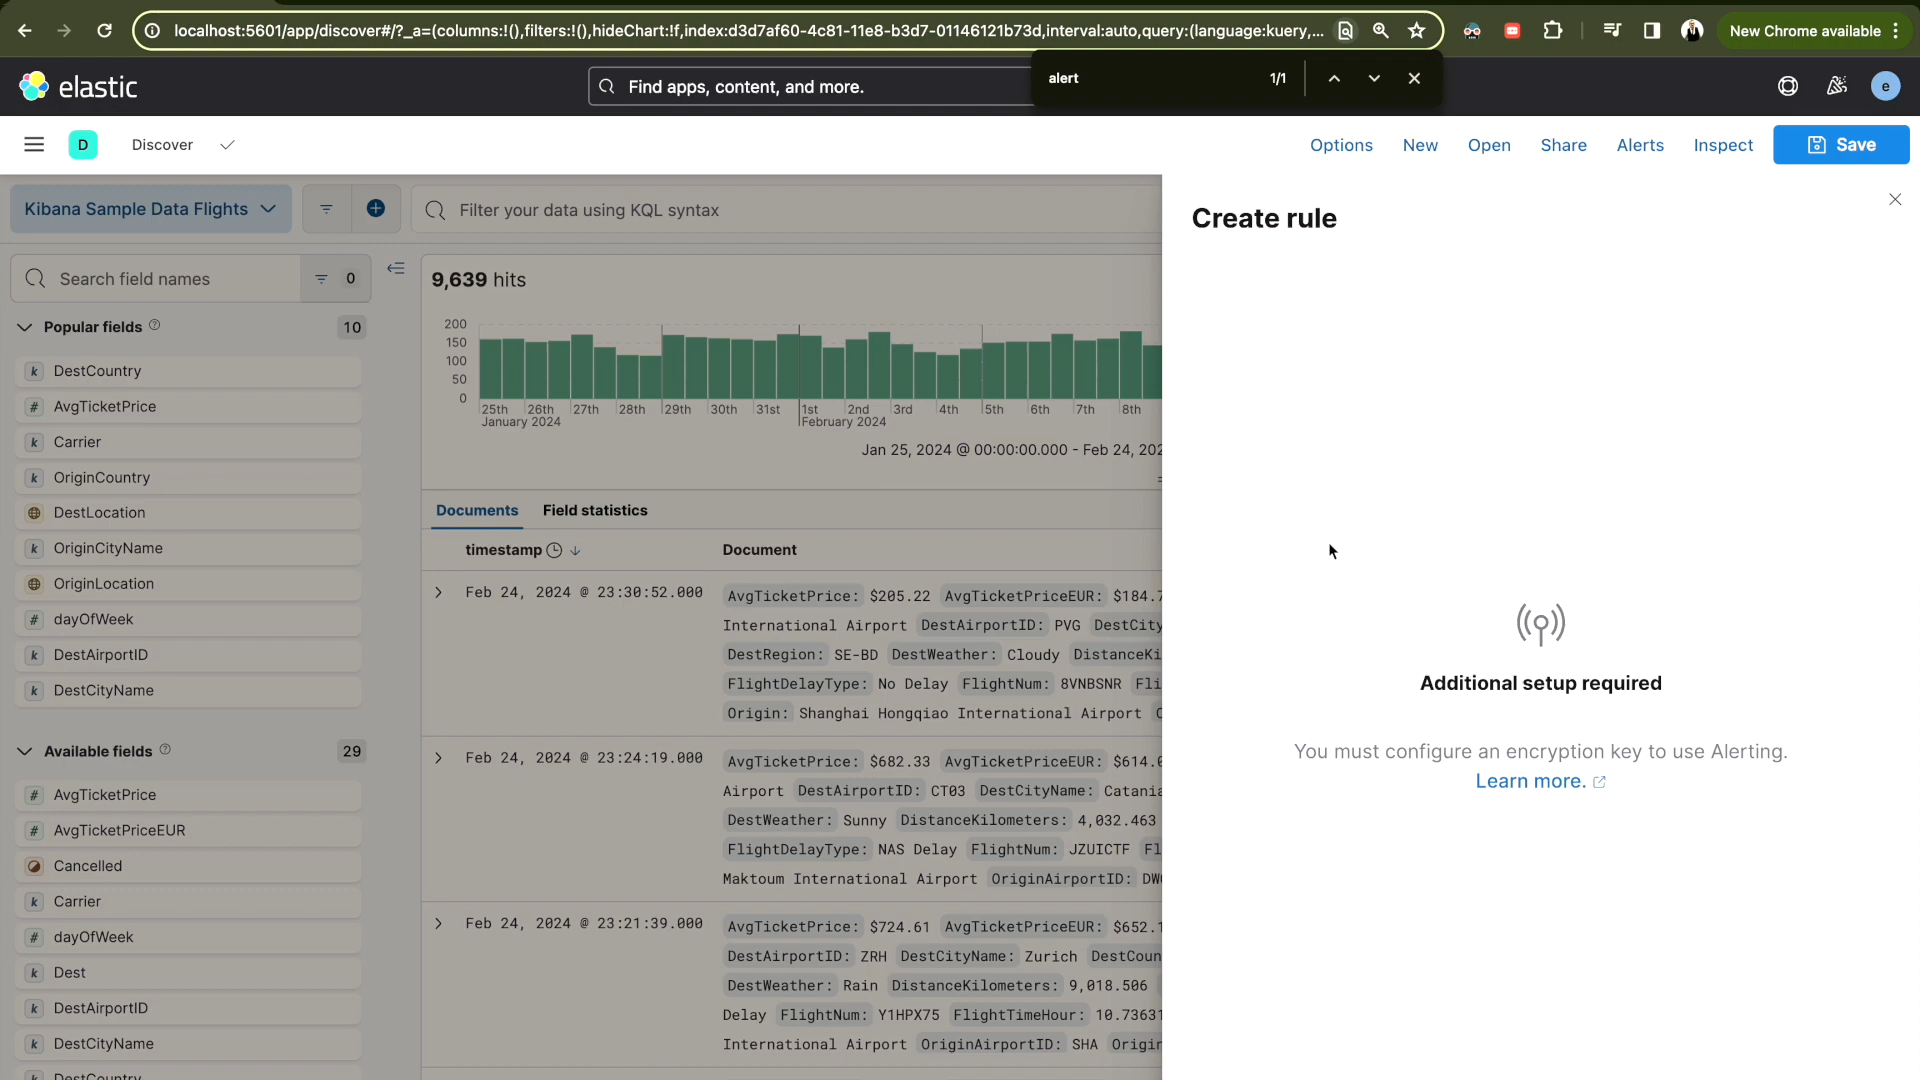 localhost:5601/app/discover#/?_a=(columns:!(),filters:!(),hideChart:!f,index:d3d7af60-4c81-11e8-b3d7-01146121b73d,interval:auto,query:(language:kuery,...
New Chrome available
elastic
Find apps, content, and more.
alert
1/1
e
D
Discover
Options
New
Open
Share
Alerts
Inspect
Save
Kibana Sample Data Flights
Filter your data using KQL syntax
Search field names
0
Popular fields
10
k DestCountry
# AvgTicketPrice
k Carrier
k OriginCountry
DestLocation
k OriginCityName
OriginLocation
# dayOfWeek
k DestAirportID
k DestCityName
Available fields
29
# AvgTicketPrice
# AvgTicketPriceEUR
Cancelled
k Carrier
# dayOfWeek
k Dest
k DestAirportID
k DestCityName
DestCountry
9,639 hits
200
150
100
50
0
25th 26th 27th 28th 29th 30th 31st 1st 2nd 3rd 4th 5th 6th 7th 8th
January 2024 February 2024
Jan 25, 2024 @ 00:00:00.000 - Feb 24, 202
Documents
Field statistics
timestamp
Document
Feb 24, 2024 @ 23:30:52.000
AvgTicketPrice: $205.22 AvgTicketPriceEUR: $184.7
International Airport DestAirportID: PVG DestCity
DestRegion: SE-BD DestWeather: Cloudy DistanceKi
FlightDelayType: No Delay FlightNum: 8VNBSNR Fli
Origin: Shanghai Hongqiao International Airport
Feb 24, 2024 @ 23:24:19.000
AvgTicketPrice: $682.33 AvgTicketPriceEUR: $614.0
Airport DestAirportID: CT03 DestCityName: Catania
DestWeather: Sunny DistanceKilometers: 4,032.463
FlightDelayType: NAS Delay FlightNum: JZUICTF Fl
Maktoum International Airport OriginAirportID: DW
Feb 24, 2024 @ 23:21:39.000
AvgTicketPrice: $724.61 AvgTicketPriceEUR: $652.1
DestAirportID: ZRH DestCityName: Zurich DestCoun
DestWeather: Rain DistanceKilometers: 9,018.506
Delay FlightNum: Y1HPX75 FlightTimeHour: 10.73631
International Airport OriginAirportID: SHA Origin
Create rule
Additional setup required
You must configure an encryption key to use Alerting.
Learn more.